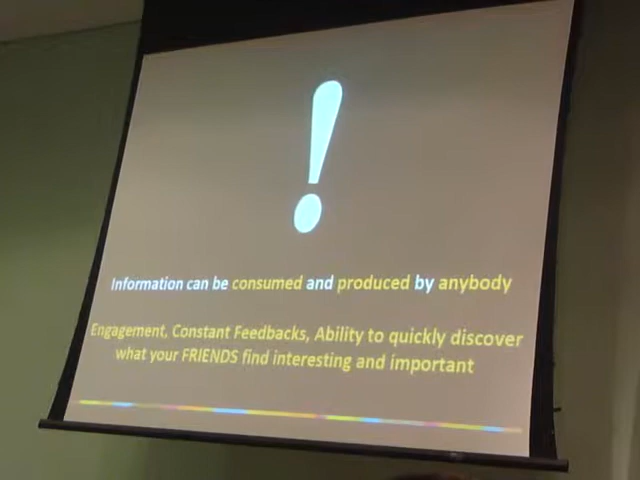 !
Information can be consumed and produced by anybody
Engagement, Constant Feedbacks, Ability to quickly discover
what your FRIENDS find interesting and important